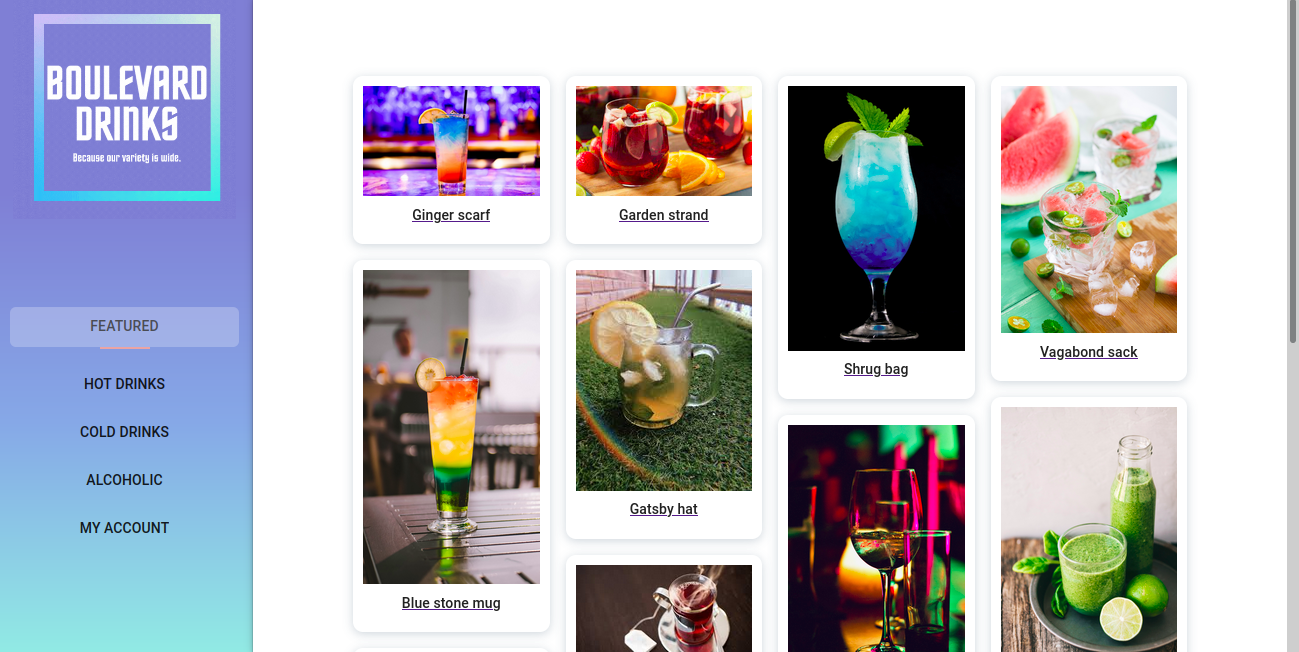 BOULEVARD
DRINKS
Because our variety is wide.
FEATURED
HOT DRINKS
COLD DRINKS
ALCOHOLIC
MY ACCOUNT
Ginger scarf
Garden strand
Shrug bag
Vagabond sack
Gatsby hat
Blue stone mug